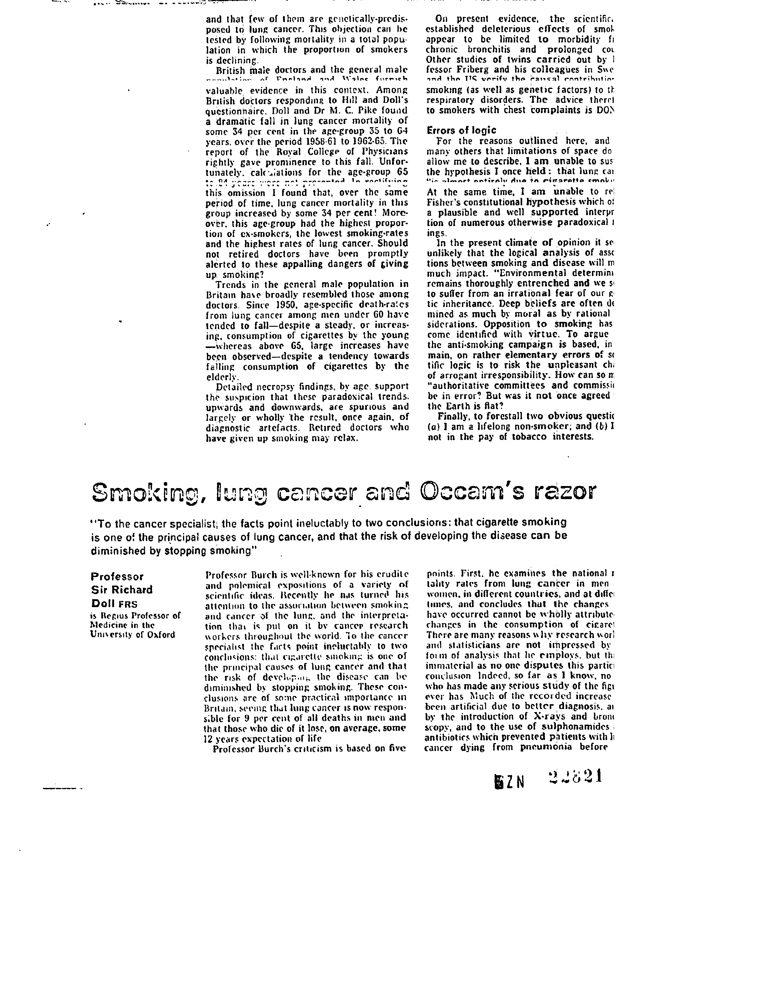 and that few of them are genetically-predis-
posed to lung cancer. This objection can be
tested by following mortality in a total popu-
lation in which the proportion of smokers
is declining.
British male doctors and the general male
population of England and Wales furnish
valuable evidence in this context. Among
British doctors responding to Hill and Doll's
questionnaire, Doll and Dr M. C. Pike found
a dramatic fall in lung cancer mortality of
some 34 per cent in the age-group 35 to 64
years, over the period 1958-61 to 1962-65. The
report of the Royal College of Physicians
rightly gave prominence to this fall. Unfor-
tunately, calculations for the age-group 65
to 84 years were not presented. In rectifying
this omission I found that, over the same
period of time, lung cancer mortality in this
group increased by some 34 per cent! More-
over, this age-group had the highest propor-
tion of ex-smokers, the lowest smoking-rates
and the highest rates of lung cancer. Should
not retired doctors have been promptly
alerted to these appalling dangers of giving
up smoking?
Trends in the general male population in
Britain have broadly resembled those among
doctors. Since 1950, age-specific death-rates
from lung cancer among men under 60 have
tended to fall—despite a steady, or increas-
ing, consumption of cigarettes by the young
—whereas above 65, large increases have
been observed—despite a tendency towards
falling consumption of cigarettes by the
elderly.
Detailed necropsy findings, by age, support
the suspicion that these paradoxical trends,
upwards and downwards, are spurious and
largely or wholly the result, once again, of
diagnostic artefacts. Retired doctors who
have given up smoking may relax.
On present evidence, the scientific
established deleterious effects of smok
appear to be limited to morbidity fr
chronic bronchitis and prolonged cou
Other studies of twins carried out by
fessor Friberg and his colleagues in Swe
and the US verify the causal contribution
smoking (as well as genetic factors) to th
respiratory disorders. The advice there
to smokers with chest complaints is DON
Errors of logic
For the reasons outlined here, and
many others that limitations of space do
allow me to describe, I am unable to sus
the hypothesis I once held: that lung can
"is almost entirely due to cigarette smoki
At the same time, I am unable to re
Fisher's constitutional hypothesis which of
a plausible and well supported interpr
tion of numerous otherwise paradoxical
ings.
In the present climate of opinion it se
unlikely that the logical analysis of asso
tions between smoking and disease will m
much impact. "Environmental determini
remains thoroughly entrenched and we s
to suffer from an irrational fear of our g
tic inheritance. Deep beliefs are often de
mined as much by moral as by rational
siderations. Opposition to smoking has
come identified with virtue. To argue
the anti-smoking campaign is based, in
main, on rather elementary errors of sc
tific logic is to risk the unpleasant cha
of arrogant irresponsibility. How can so m
"authoritative committees and commissi
be in error? But was it not once agreed
the Earth is flat?
Finally, to forestall two obvious questio
(a) I am a lifelong non-smoker; and (b) I
not in the pay of tobacco interests.
Smoking, lung cancer and Occam's razor
"To the cancer specialist, the facts point ineluctably to two conclusions: that cigarette smoking
is one of the principal causes of lung cancer, and that the risk of developing the disease can be
diminished by stopping smoking"
Professor
Sir Richard
Doll FRS
is Regius Professor of
Medicine in the
University of Oxford
Professor Burch is well-known for his erudite
and polemical expositions of a variety of
scientific ideas. Recently he has turned his
attention to the association between smoking
and cancer of the lung, and the interpreta-
tion that is put on it by cancer research
workers throughout the world. To the cancer
specialist the facts point ineluctably to two
conclusions: that cigarette smoking is one of
the principal causes of lung cancer and that
the risk of developing the disease can be
diminished by stopping smoking. These con-
clusions are of some practical importance in
Britain, seeing that lung cancer is now respon-
sible for 9 per cent of all deaths in men and
that those who die of it lose, on average, some
12 years expectation of life
Professor Burch's criticism is based on five
points. First, he examines the national
tality rates from lung cancer in men
women, in different countries, and at diffe
times, and concludes that the changes
have occurred cannot be wholly attribute
changes in the consumption of cigaret
There are many reasons why research worl
and statisticians are not impressed by
form of analysis that he employs, but thi
immaterial as no one disputes this partic
conclusion Indeed, so far as I know, no
who has made any serious study of the figu
ever has Much of the recorded increase
been artificial due to better diagnosis, a
by the introduction of X-rays and bron
scopy, and to the use of sulphonamides
antibiotics which prevented patients with l
cancer dying from pneumonia before
GZN 22821